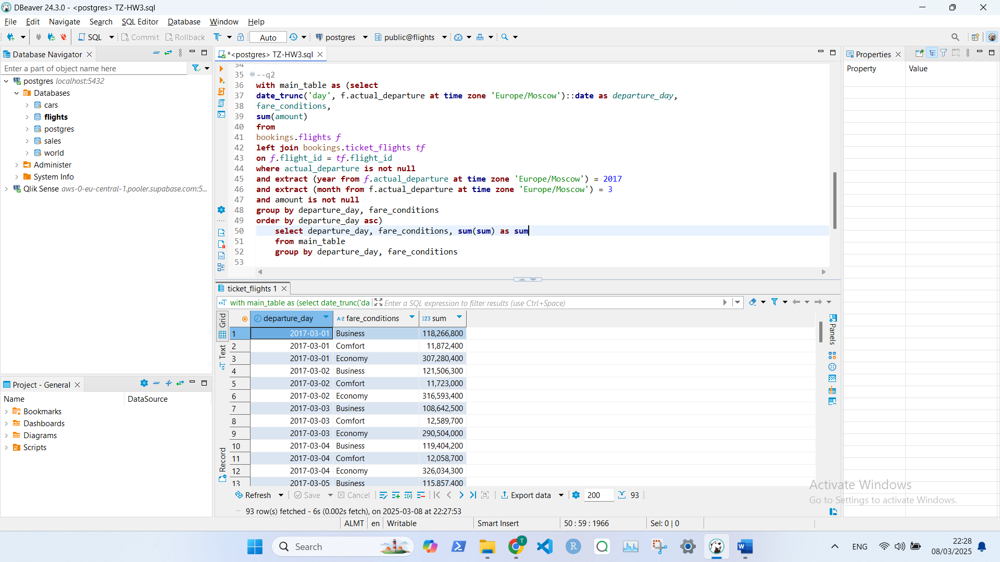 DBeaver 24.3.0 - <postgres> TZ-HW3.sql
File Edit Navigate Search SQL Editor Database Window Help
SQL Commit Rollback Auto postgres public@flights
Database Navigator
Enter a part of object name here
postgres localhost:5432
Databases
cars
flights
postgres
sales
world
Administer
System Info
Qlik Sense aws-0-eu-central-1.pooler.supabase.com:5...
Project - General
Name DataSource
Bookmarks
Dashboards
Diagrams
Scripts
*<postgres> TZ-HW3.sql
34
35 --q2
36 with main_table as (select
37 date_trunc('day', f.actual_departure at time zone 'Europe/Moscow')::date as departure_day,
38 fare_conditions,
39 sum(amount)
40 from
41 bookings.flights f
42 left join bookings.ticket_flights tf
43 on f.flight_id = tf.flight_id
44 where actual_departure is not null
45 and extract (year from f.actual_departure at time zone 'Europe/Moscow') = 2017
46 and extract (month from f.actual_departure at time zone 'Europe/Moscow') = 3
47 and amount is not null
48 group by departure_day, fare_conditions
49 order by departure_day asc)
50 select departure_day, fare_conditions, sum(sum) as sum
51 from main_table
52 group by departure_day, fare_conditions
53
ticket_flights 1
with main_table as (select date_trunc('da Enter a SQL expression to filter results (use Ctrl+Space)
Grid
Text
Record
departure_day A-Z fare_conditions 123 sum
1 2017-03-01 Business 118,266,800
2 2017-03-01 Comfort 11,872,400
3 2017-03-01 Economy 307,280,400
4 2017-03-02 Business 121,506,300
5 2017-03-02 Comfort 11,723,000
6 2017-03-02 Economy 316,593,400
7 2017-03-03 Business 108,642,500
8 2017-03-03 Comfort 12,589,700
9 2017-03-03 Economy 290,504,000
10 2017-03-04 Business 119,404,200
11 2017-03-04 Comfort 12,058,700
12 2017-03-04 Economy 326,034,300
13 2017-03-05 Business 115,857,400
Panels
Refresh Save Cancel Export data 200 93
93 row(s) fetched - 6s (0.002s fetch), on 2025-03-08 at 22:27:53
Properties
Property Value
Activate Windows
Go to Settings to activate Windows.
ALMT en Writable Smart Insert 50 : 59 : 1966 Sel: 0 | 0
Search
T
R
ENG
22:28
08/03/2025